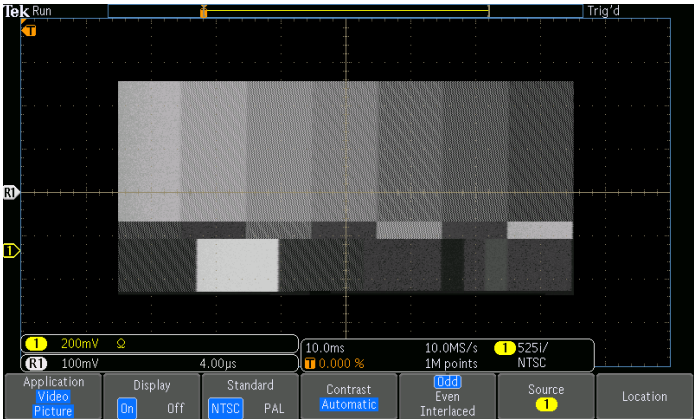 Tek Run Trig'd
T
T
R1
1
1 200mV Ω
R1 100mV 4.00µs
10.0ms 10.0MS/s 1 525i/
T 0.000 % 1M points NTSC
Application
Video
Picture
Display
On Off
Standard
NTSC PAL
Contrast
Automatic
Odd
Even
Interlaced
Source
1
Location